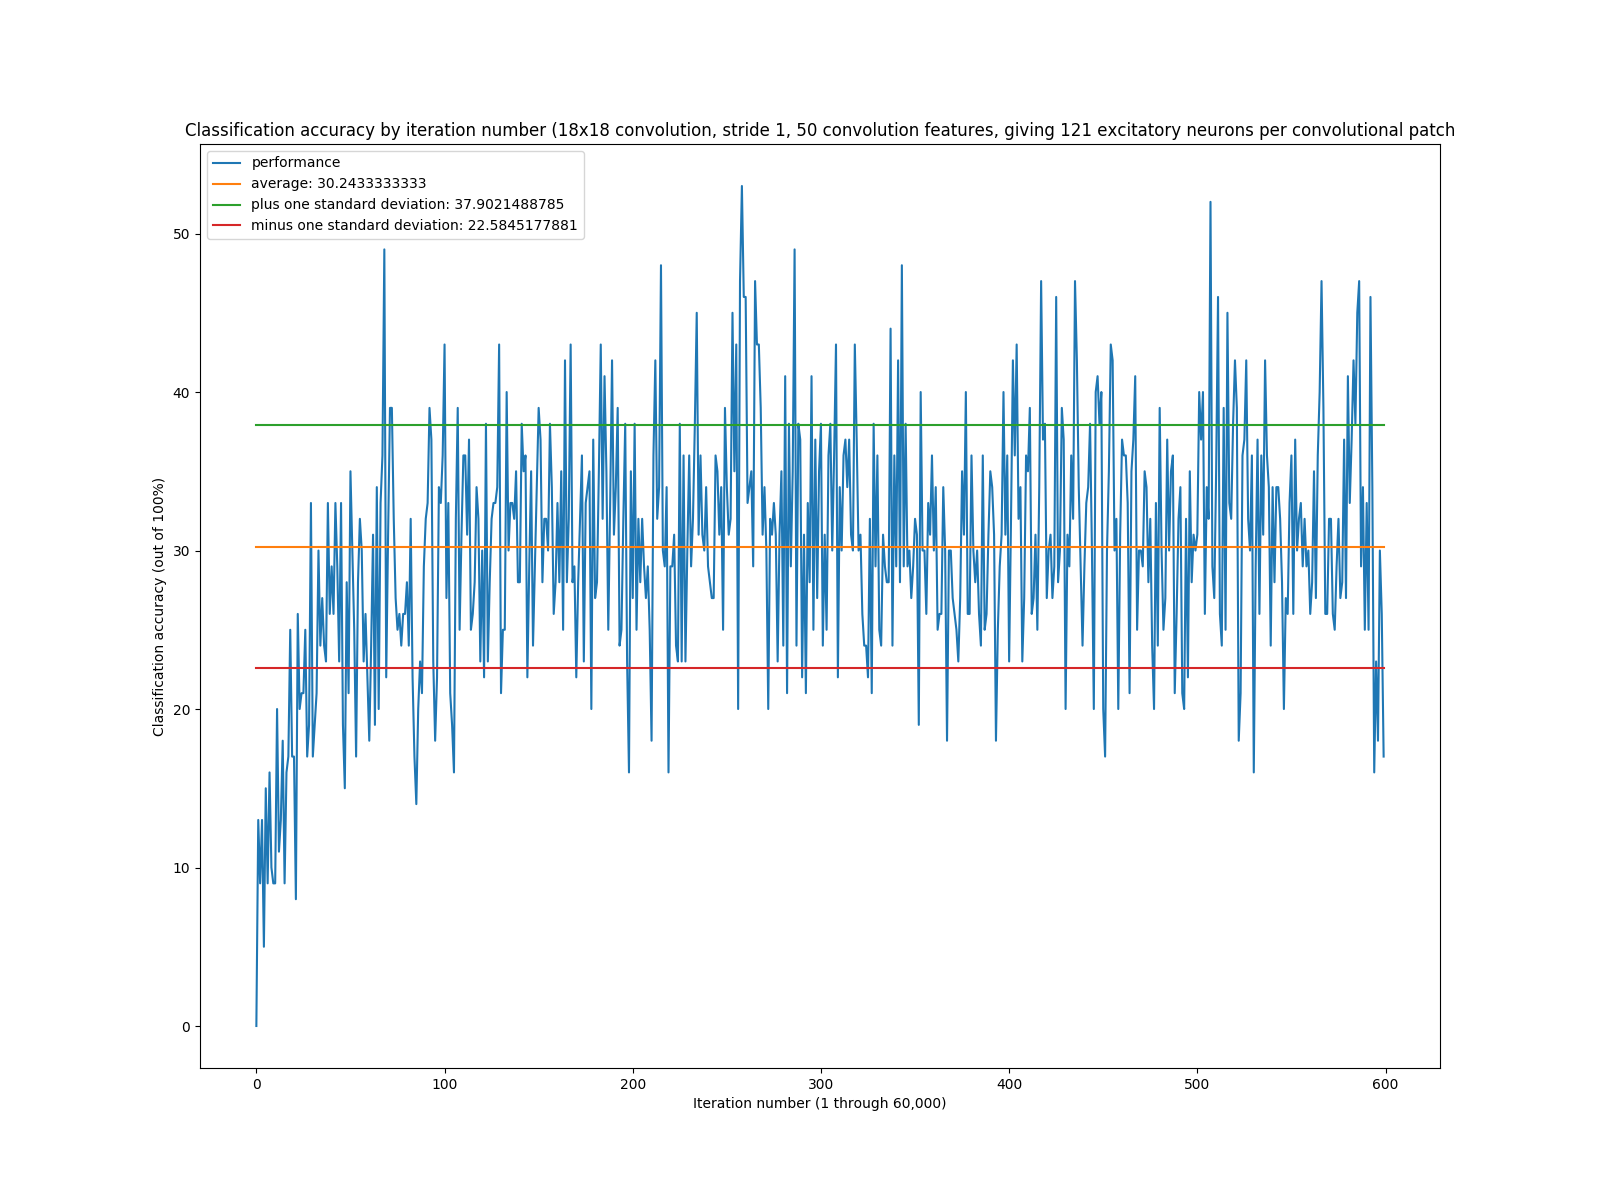 Classification accuracy by iteration number (18x18 convolution, stride 1, 50 convolution features, giving 121 excitatory neurons per convolutional patch
performance
average: 30.2433333333
plus one standard deviation: 37.9021488785
minus one standard deviation: 22.5845177881
Classification accuracy (out of 100%)
50
40
30
20
10
0
0 100 200 300 400 500 600
Iteration number (1 through 60,000)